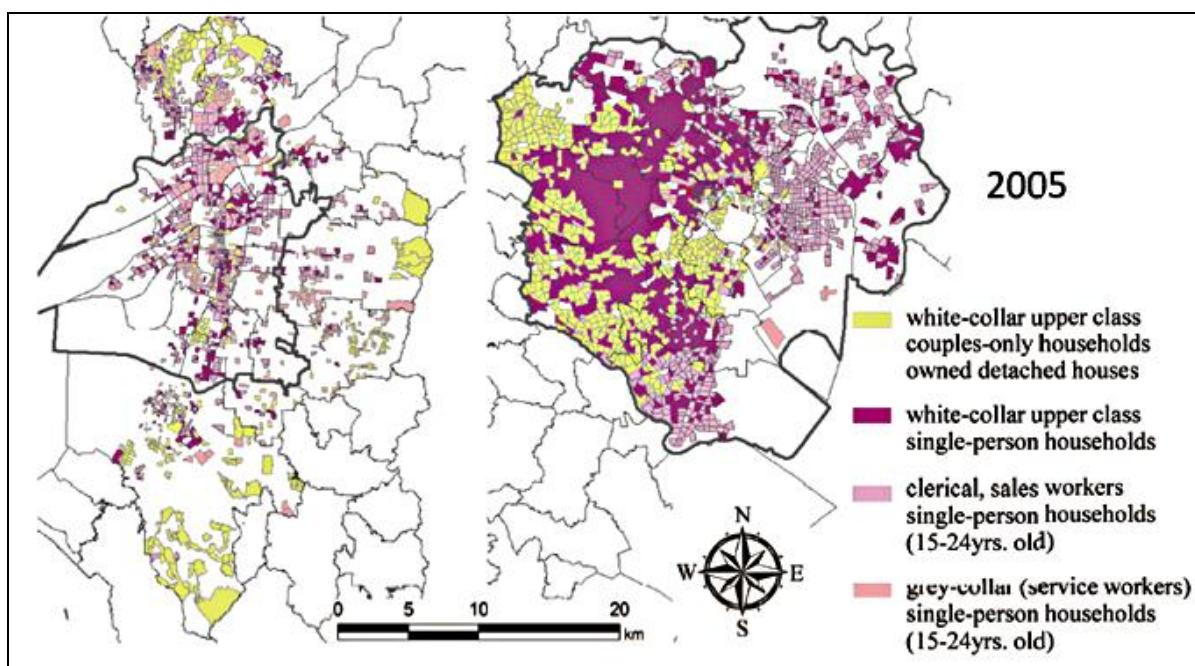 2005
white-collar upper class
couples-only households
owned detached houses
white-collar upper class
single-person households
clerical, sales workers
single-person households
(15-24yrs. old)
grey-collar (service workers)
single-person households
(15-24yrs. old)
N
W E
S
0 5 10 20
km